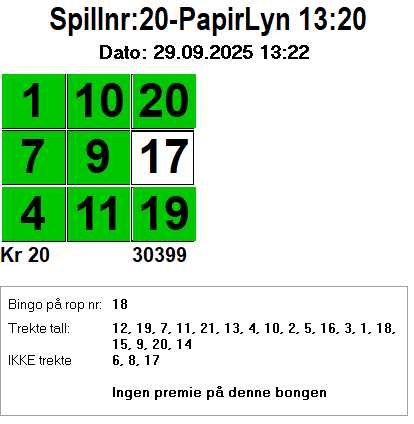 Spillnr:20-PapirLyn 13:20
Dato: 29.09.2025 13:22
1 10 20
7 9 17
4 11 19
Kr 20 30399
Bingo på rop nr: 18
Trekte tall: 12, 19, 7, 11, 21, 13, 4, 10, 2, 5, 16, 3, 1, 18,
15, 9, 20, 14
IKKE trekte 6, 8, 17
Ingen premie på denne bongen